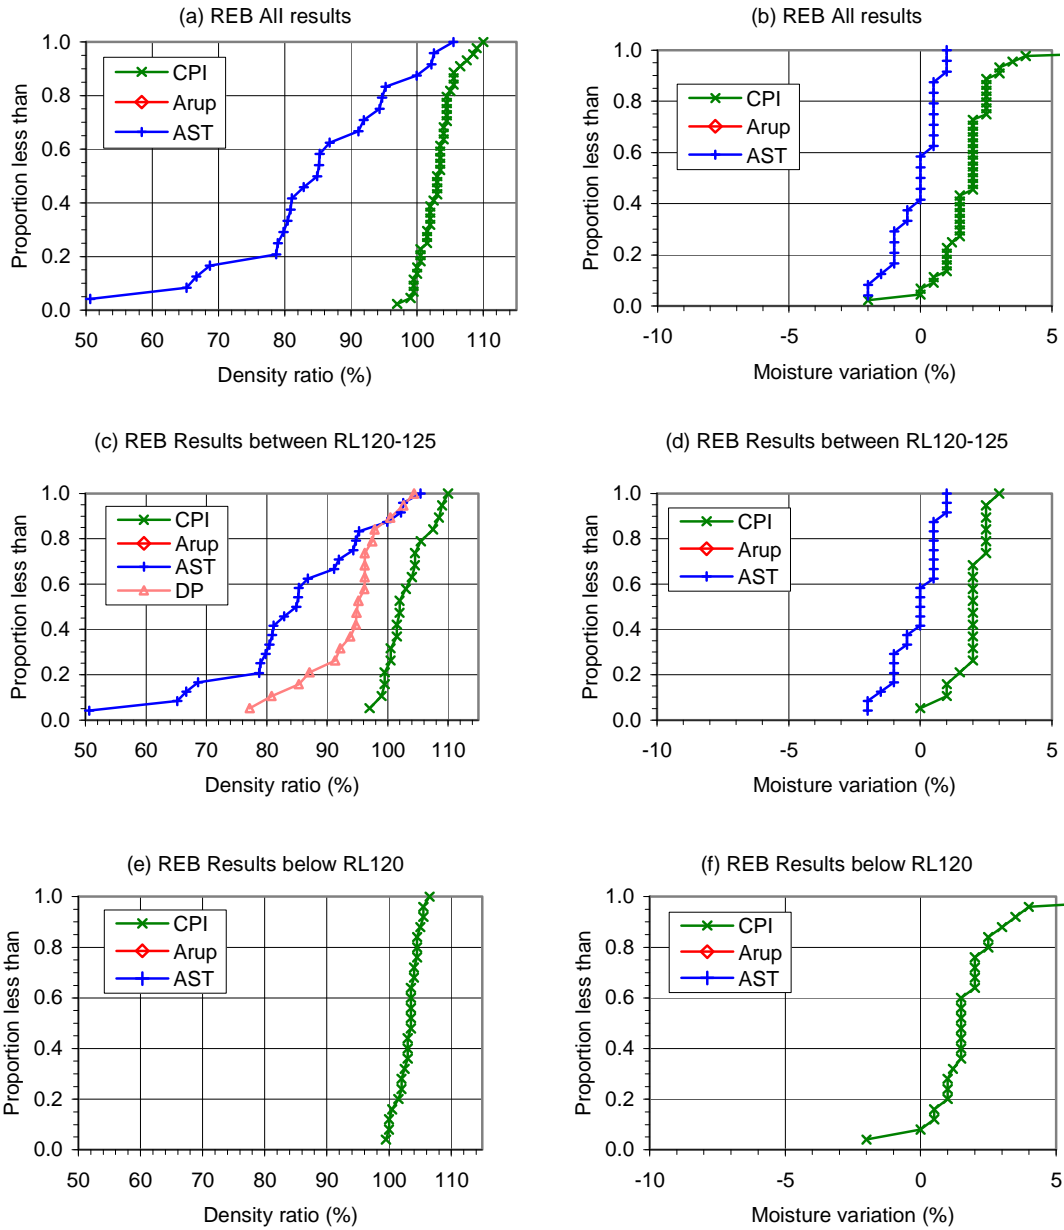 (a) REB All results
Proportion less than
1.0
0.8
0.6
0.4
0.2
0.0
CPI
Arup
AST
50 60 70 80 90 100 110
Density ratio (%)
(b) REB All results
Proportion less than
1.0
0.8
0.6
0.4
0.2
0.0
CPI
Arup
AST
-10 -5 0 5
Moisture variation (%)
(c) REB Results between RL120-125
Proportion less than
1.0
0.8
0.6
0.4
0.2
0.0
CPI
Arup
AST
DP
50 60 70 80 90 100 110
Density ratio (%)
(d) REB Results between RL120-125
Proportion less than
1.0
0.8
0.6
0.4
0.2
0.0
CPI
Arup
AST
-10 -5 0 5
Moisture variation (%)
(e) REB Results below RL120
Proportion less than
1.0
0.8
0.6
0.4
0.2
0.0
CPI
Arup
AST
50 60 70 80 90 100 110
Density ratio (%)
(f) REB Results below RL120
Proportion less than
1.0
0.8
0.6
0.4
0.2
0.0
CPI
Arup
AST
-10 -5 0 5
Moisture variation (%)